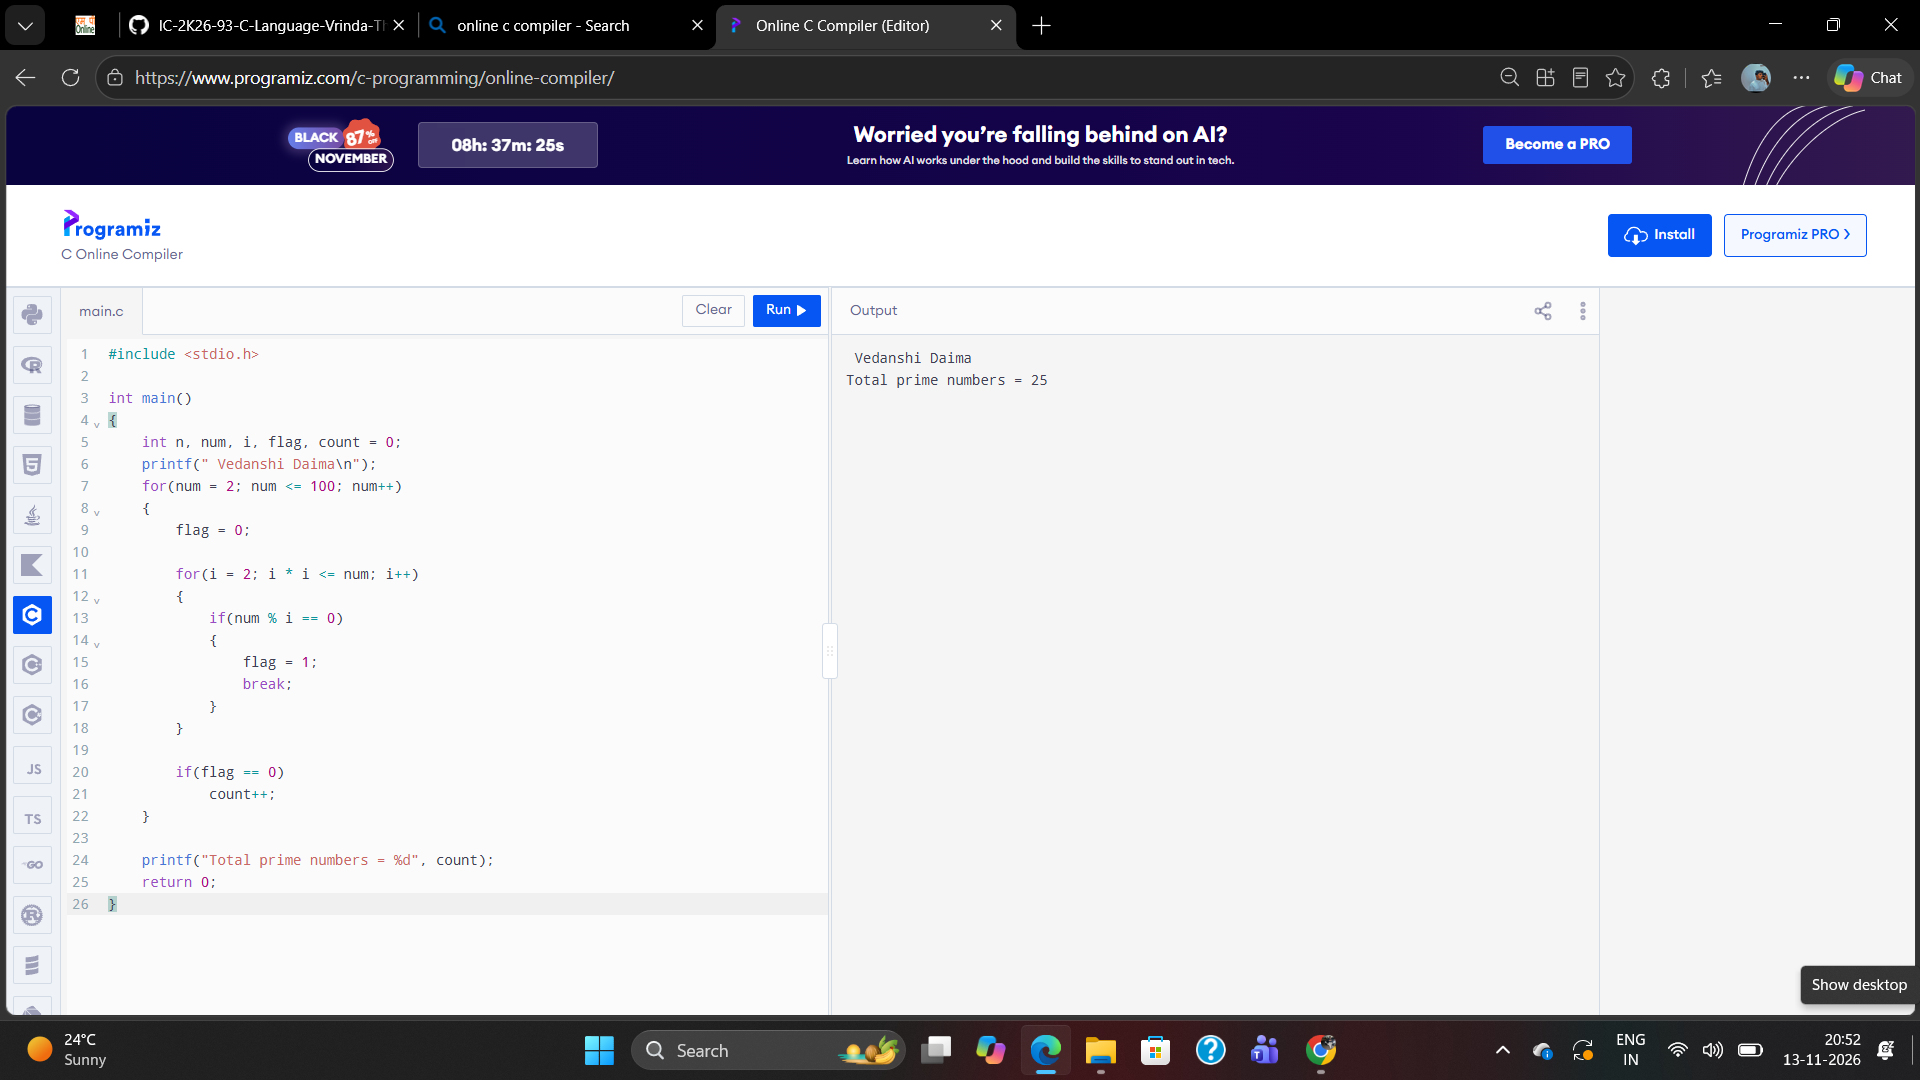 IC-2K26-93-C-Language-Vrinda-Th
online c compiler - Search
Online C Compiler (Editor)
https://www.programiz.com/c-programming/online-compiler/
Chat
BLACK 87% OFF
NOVEMBER
08h: 37m: 25s
Worried you're falling behind on AI?
Learn how AI works under the hood and build the skills to stand out in tech.
Become a PRO
Programiz
C Online Compiler
Install
Programiz PRO
main.c
Clear
Run
Output
1 #include <stdio.h>
2
3 int main()
4 {
5     int n, num, i, flag, count = 0;
6     printf(" Vedanshi Daima\n");
7     for(num = 2; num <= 100; num++)
8     {
9         flag = 0;
10
11         for(i = 2; i * i <= num; i++)
12         {
13             if(num % i == 0)
14             {
15                 flag = 1;
16                 break;
17             }
18         }
19
20         if(flag == 0)
21             count++;
22     }
23
24     printf("Total prime numbers = %d", count);
25     return 0;
26 }
 Vedanshi Daima
Total prime numbers = 25
JS
TS
GO
Show desktop
24°C
Sunny
Search
ENG
IN
20:52
13-11-2026